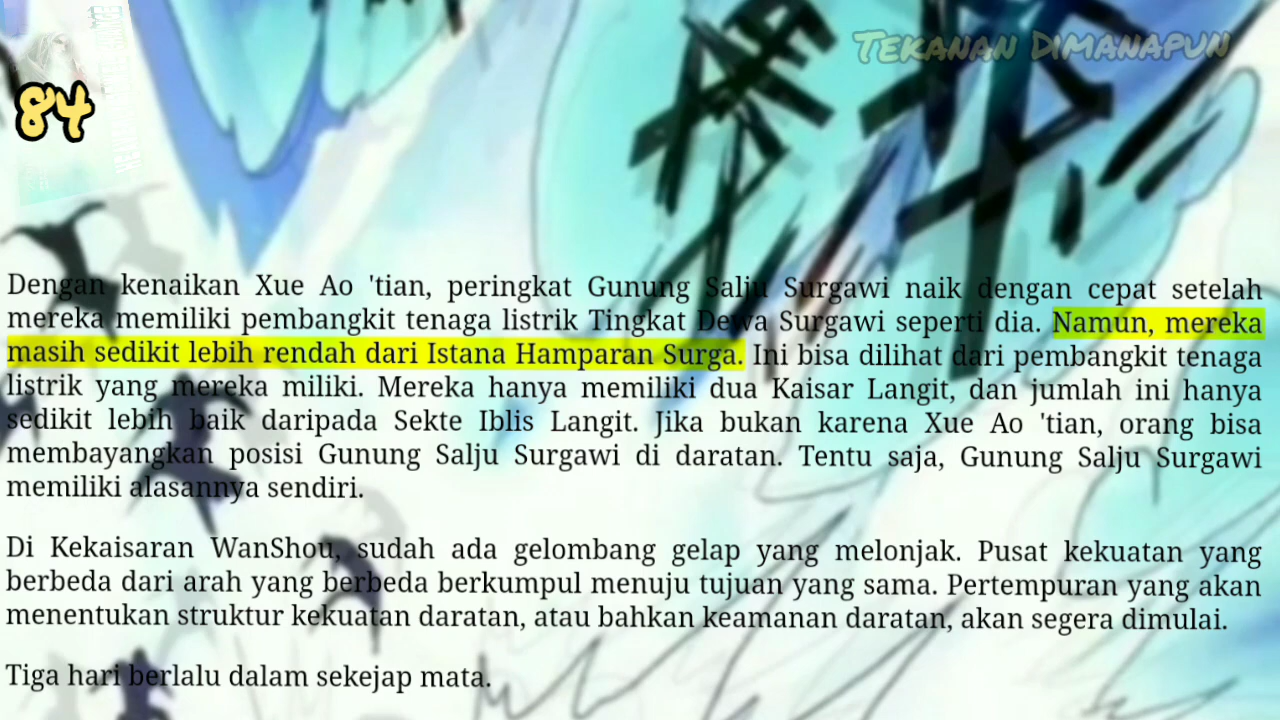 Tekanan Dimanapun
84
Dengan kenaikan Xue Ao 'tian, peringkat Gunung Salju Surgawi naik dengan cepat setelah
mereka memiliki pembangkit tenaga listrik Tingkat Dewa Surgawi seperti dia. Namun, mereka
masih sedikit lebih rendah dari Istana Hamparan Surga. Ini bisa dilihat dari pembangkit tenaga
listrik yang mereka miliki. Mereka hanya memiliki dua Kaisar Langit, dan jumlah ini hanya
sedikit lebih baik daripada Sekte Iblis Langit. Jika bukan karena Xue Ao 'tian, orang bisa
membayangkan posisi Gunung Salju Surgawi di daratan. Tentu saja, Gunung Salju Surgawi
memiliki alasannya sendiri.
Di Kekaisaran WanShou, sudah ada gelombang gelap yang melonjak. Pusat kekuatan yang
berbeda dari arah yang berbeda berkumpul menuju tujuan yang sama. Pertempuran yang akan
menentukan struktur kekuatan daratan, atau bahkan keamanan daratan, akan segera dimulai.
Tiga hari berlalu dalam sekejap mata.